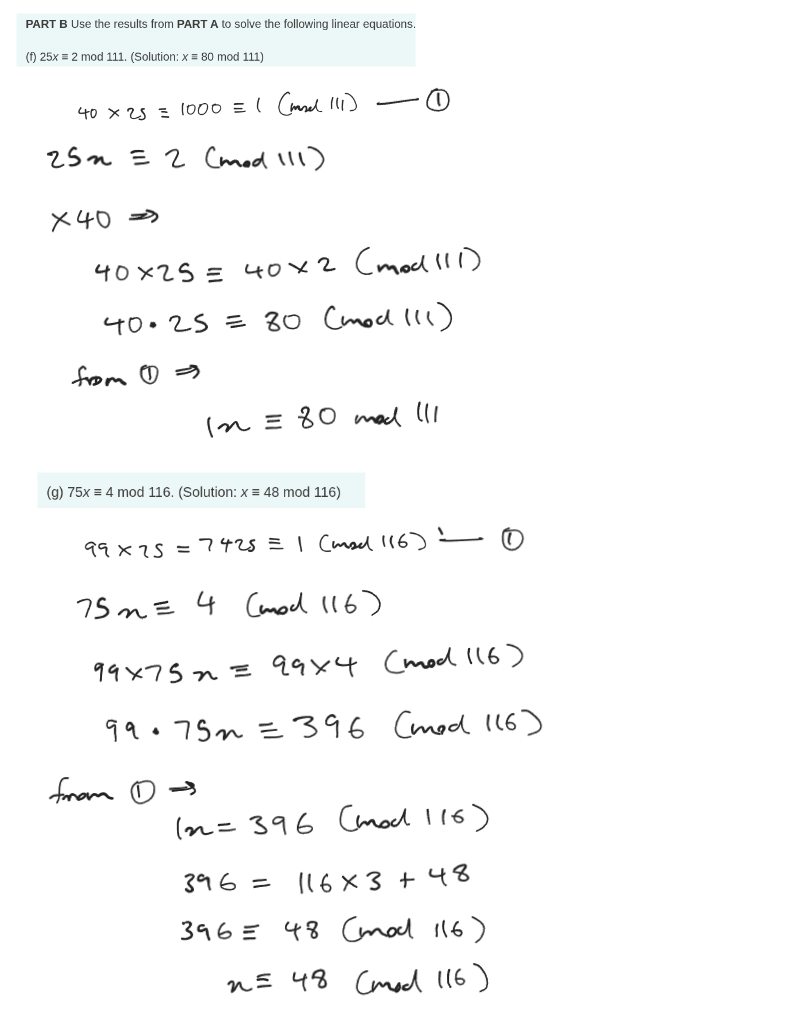 PART B Use the results from PART A to solve the following linear equations.
(f) 25x ≡ 2 mod 111. (Solution: x ≡ 80 mod 111)
40 × 25 ≡ 1000 ≡ 1 (mod 111) — ①
25x ≡ 2 (mod 111)
×40 ⇒
40 × 25 ≡ 40 × 2 (mod 111)
40 · 25 ≡ 80 (mod 111)
from ① ⇒
1x ≡ 80 mod 111
(g) 75x ≡ 4 mod 116. (Solution: x ≡ 48 mod 116)
99 × 75 = 7425 ≡ 1 (mod 116) — ①
75x ≡ 4 (mod 116)
99×75x ≡ 99×4 (mod 116)
99 · 75x ≡ 396 (mod 116)
from ① ⇒
1x = 396 (mod 116)
396 = 116 × 3 + 48
396 ≡ 48 (mod 116)
x ≡ 48 (mod 116)